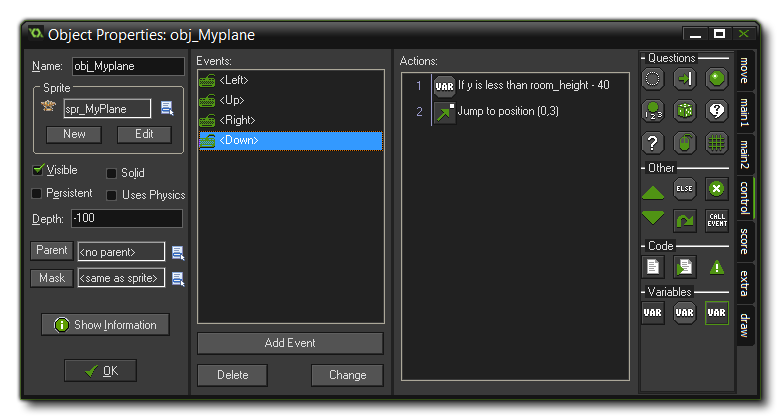 Object Properties: obj_Myplane
Name: obj_Myplane
Sprite
spr_MyPlane
New Edit
Visible Solid
Persistent Uses Physics
Depth: -100
Parent <no parent>
Mask <same as sprite>
Show Information
OK
Events:
<Left>
<Up>
<Right>
<Down>
Add Event
Delete Change
Actions:
1 VAR If y is less than room_height - 40
2 Jump to position (0,3)
Questions
1 2 3
?
?
Other
ELSE
CALL EVENT
Code
Variables
VAR VAR VAR
move
main1
main2
control
score
extra
draw